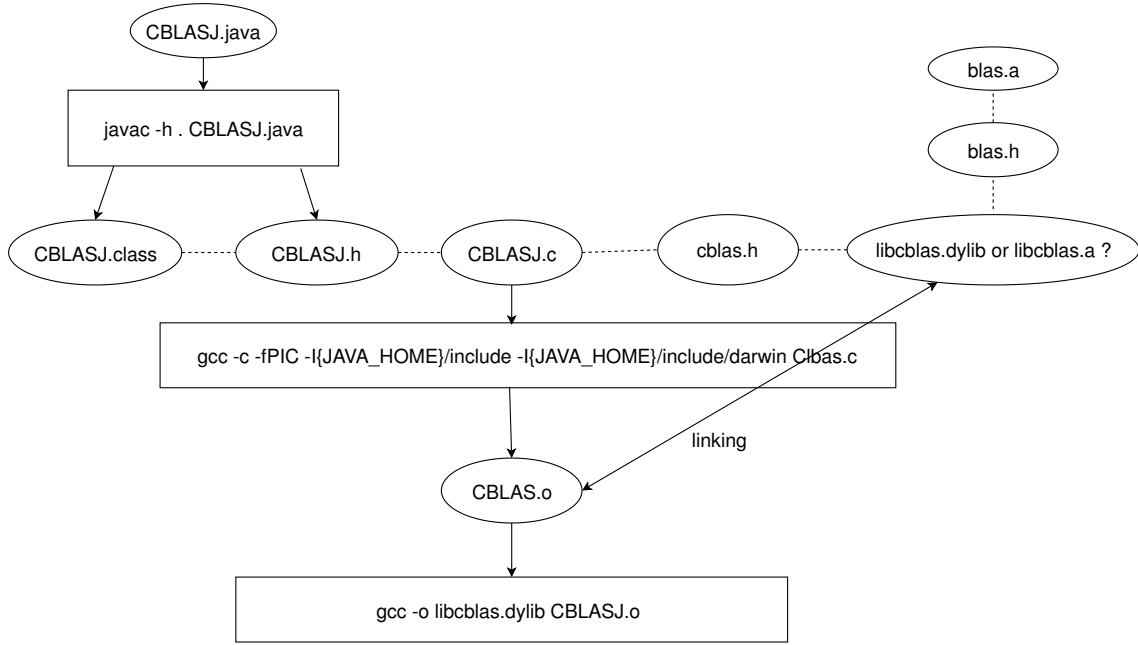 CBLASJ.java
blas.a
javac -h . CBLASJ.java
blas.h
CBLASJ.class
CBLASJ.h
CBLASJ.c
cblas.h
libcblas.dylib or libcblas.a ?
gcc -c -fPIC -I{JAVA_HOME}/include -I{JAVA_HOME}/include/darwin Clbas.c
linking
CBLAS.o
gcc -o libcblas.dylib CBLASJ.o